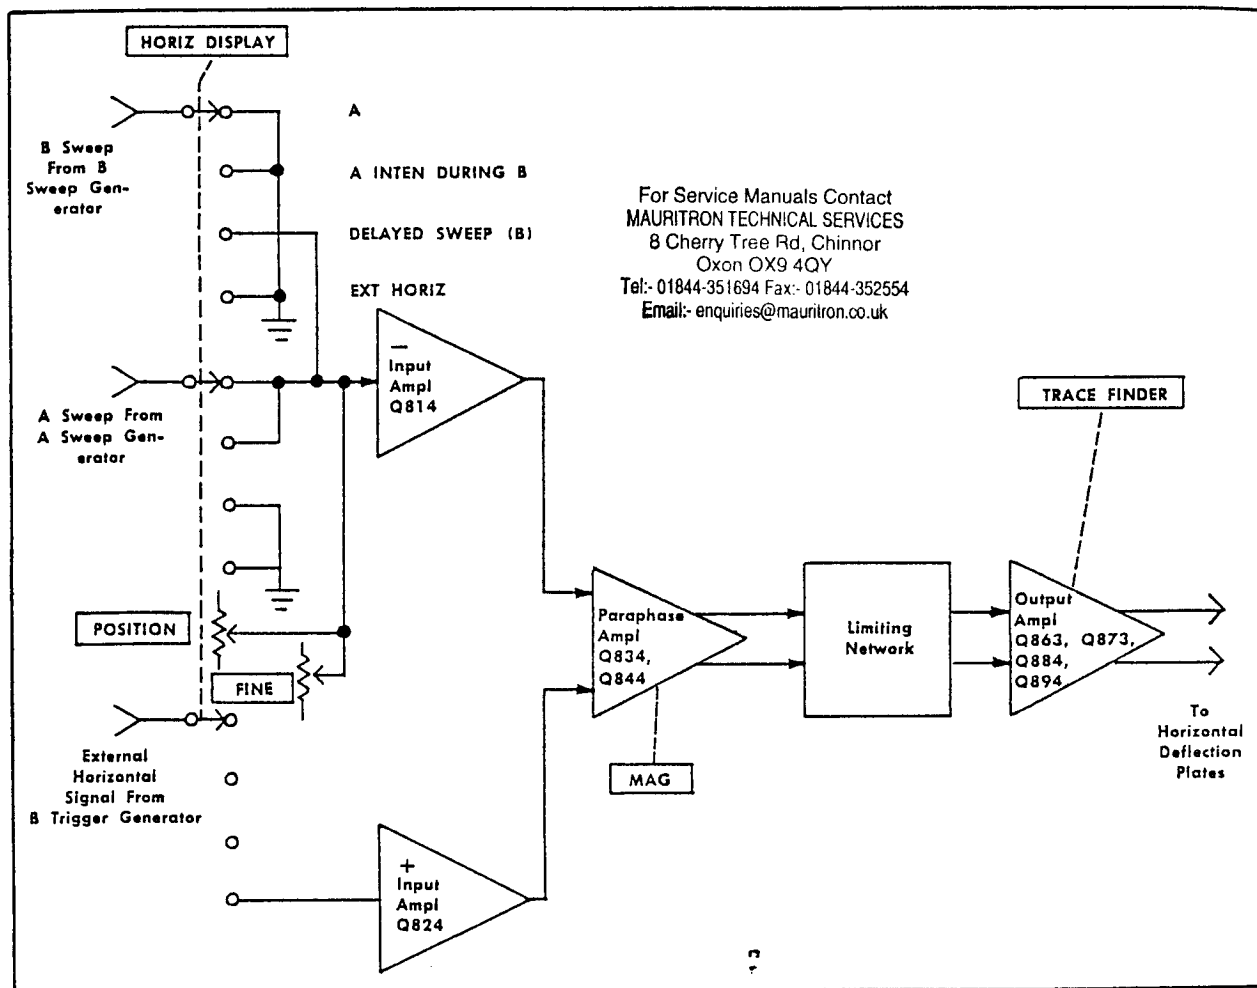 HORIZ DISPLAY
A
B Sweep
From B
Sweep Gen-
erator
A INTEN DURING B
DELAYED SWEEP (B)
EXT HORIZ
For Service Manuals Contact
MAURITRON TECHNICAL SERVICES
8 Cherry Tree Rd, Chinnor
Oxon OX9 4QY
Tel:- 01844-351694 Fax:- 01844-352554
Email:- enquiries@mauritron.co.uk
−
Input
Ampl
Q814
A Sweep From
A Sweep Gen-
erator
TRACE FINDER
POSITION
FINE
Paraphase
Ampl
Q834,
Q844
Limiting
Network
Output
Ampl
Q863, Q873,
Q884,
Q894
MAG
To
Horizontal
Deflection
Plates
External
Horizontal
Signal From
B Trigger Generator
+
Input
Ampl
Q824